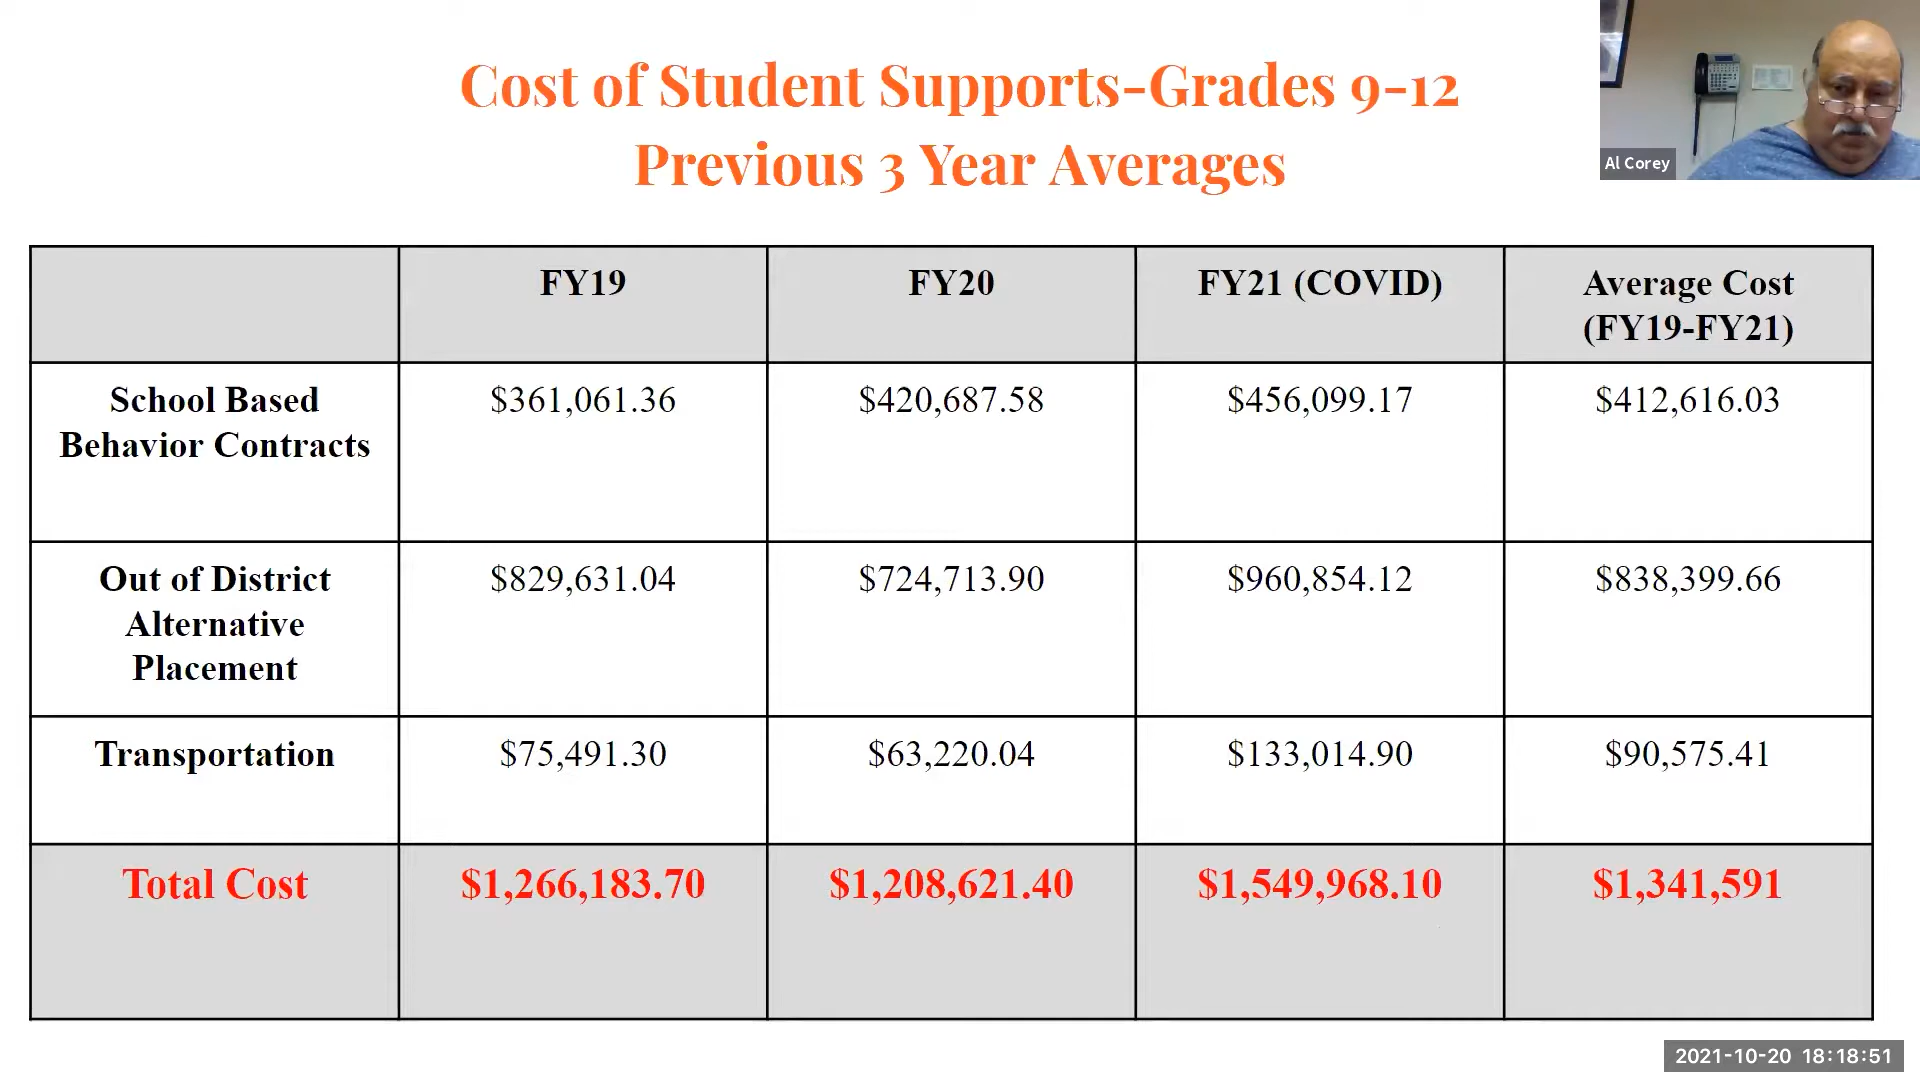 Cost of Student Supports-Grades 9-12
Previous 3 Year Averages
Al Corey
FY19
FY20
FY21 (COVID)
Average Cost
(FY19-FY21)
School Based
Behavior Contracts
$361,061.36
$420,687.58
$456,099.17
$412,616.03
Out of District
Alternative
Placement
$829,631.04
$724,713.90
$960,854.12
$838,399.66
Transportation
$75,491.30
$63,220.04
$133,014.90
$90,575.41
Total Cost
$1,266,183.70
$1,208,621.40
$1,549,968.10
$1,341,591
2021-10-20 18:18:51